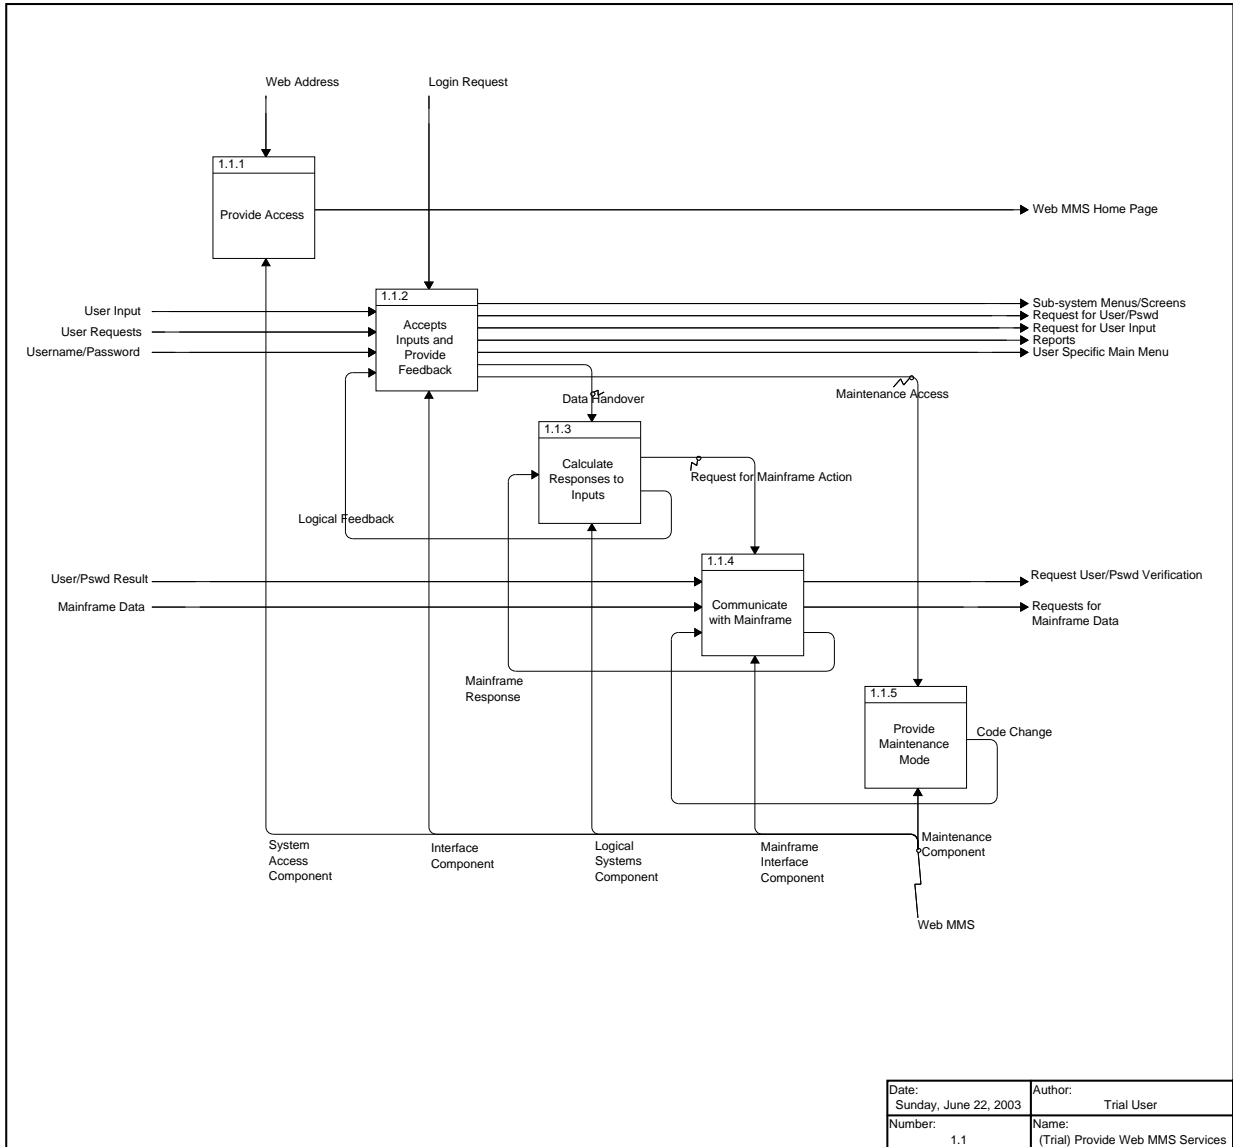 Web Address
Login Request
1.1.1
Provide Access
Web MMS Home Page
1.1.2
Accepts
Inputs and
Provide
Feedback
User Input
User Requests
Username/Password
Sub-system Menus/Screens
Request for User/Pswd
Request for User Input
Reports
User Specific Main Menu
Data Handover
Maintenance Access
1.1.3
Calculate
Responses to
Inputs
Request for Mainframe Action
Logical Feedback
1.1.4
Communicate
with Mainframe
User/Pswd Result
Mainframe Data
Request User/Pswd Verification
Requests for
Mainframe Data
Mainframe
Response
1.1.5
Provide
Maintenance
Mode
Code Change
System
Access
Component
Interface
Component
Logical
Systems
Component
Mainframe
Interface
Component
Maintenance
Component
Web MMS
Date:
Sunday, June 22, 2003
Author:
Trial User
Number:
1.1
Name:
(Trial) Provide Web MMS Services